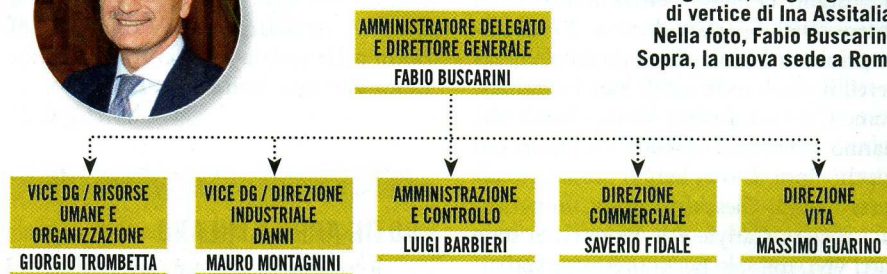 di vertice di Ina Assitalia
Nella foto, Fabio Buscarin
Sopra, la nuova sede a Rom
AMMINISTRATORE DELEGATO
E DIRETTORE GENERALE
FABIO BUSCARINI
VICE DG / RISORSE
UMANE E
ORGANIZZAZIONE
GIORGIO TROMBETTA
VICE DG / DIREZIONE
INDUSTRIALE
DANNI
MAURO MONTAGNINI
AMMINISTRAZIONE
E CONTROLLO
LUIGI BARBIERI
DIREZIONE
COMMERCIALE
SAVERIO FIDALE
DIREZIONE
VITA
MASSIMO GUARINO